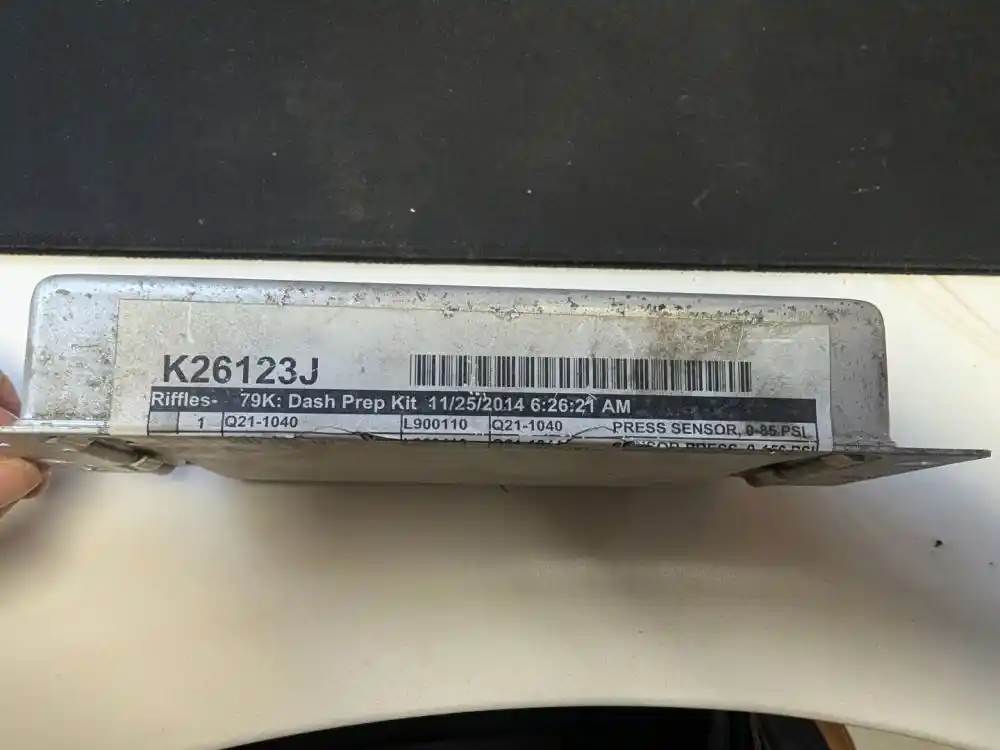 K26123J
Riffles- 79K: Dash Prep Kit 11/25/2014 6:26:21 AM
1 Q21-1040 L900110 Q21-1040 PRESS SENSOR, 0-85 PSI